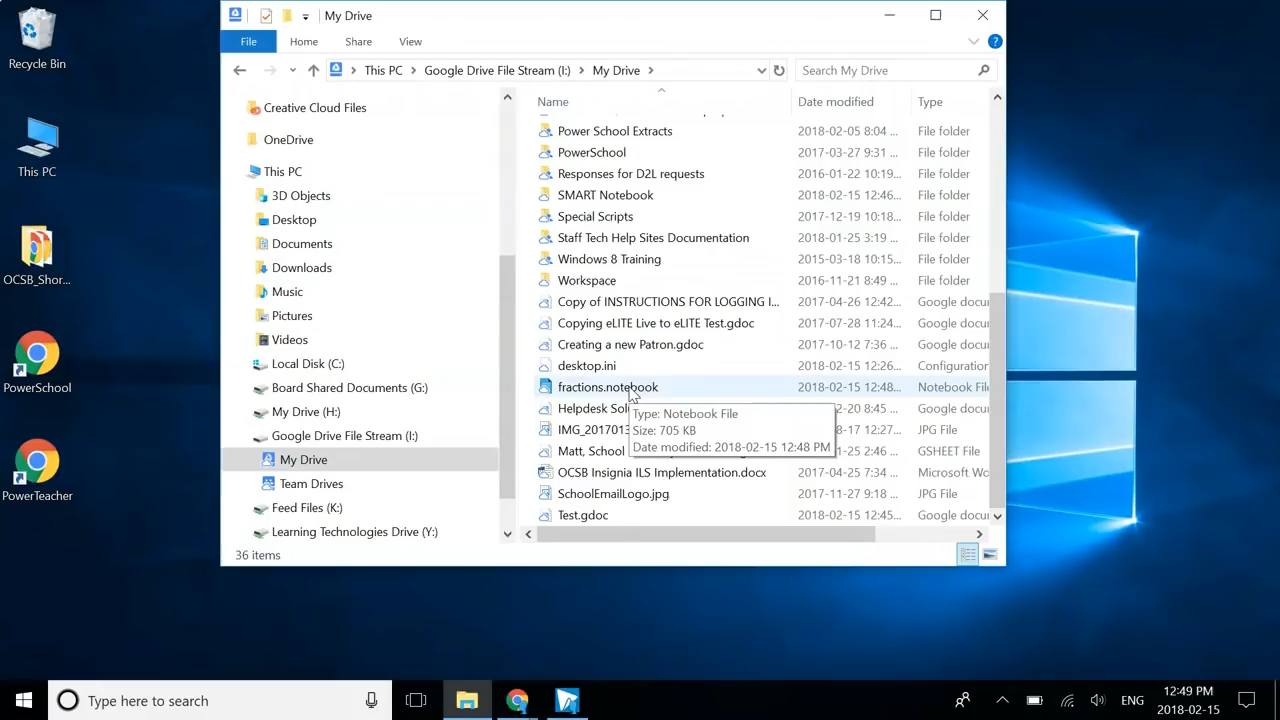 Recycle Bin
This PC
OCSB_Shor...
PowerSchool
PowerTeacher
My Drive
File Home Share View
This PC Google Drive File Stream (I:) My Drive
Search My Drive
Creative Cloud Files
OneDrive
This PC
3D Objects
Desktop
Documents
Downloads
Music
Pictures
Videos
Local Disk (C:)
Board Shared Documents (G:)
My Drive (H:)
Google Drive File Stream (I:)
My Drive
Team Drives
Feed Files (K:)
Learning Technologies Drive (Y:)
Name Date modified Type
Power School Extracts 2018-02-05 8:04 ... File folder
PowerSchool 2017-03-27 9:31 ... File folder
Responses for D2L requests 2016-01-22 10:19... File folder
SMART Notebook 2018-02-15 12:46... File folder
Special Scripts 2017-12-19 10:18... File folder
Staff Tech Help Sites Documentation 2018-01-25 3:19 ... File folder
Windows 8 Training 2015-03-18 10:15... File folder
Workspace 2016-11-21 8:49 ... File folder
Copy of INSTRUCTIONS FOR LOGGING I... 2017-04-26 12:42... Google docu
Copying eLITE Live to eLITE Test.gdoc 2017-07-28 11:24... Google docu
Creating a new Patron.gdoc 2017-10-12 7:36 ... Google docu
desktop.ini 2018-02-15 12:26... Configuration
fractions.notebook 2018-02-15 12:48... Notebook File
Helpdesk Sol -02-20 8:45 ... Google docu
IMG_2017013 -08-17 12:27... JPG File
Matt, School -01-25 2:46 ... GSHEET File
OCSB Insignia ILS Implementation.docx 2017-04-25 7:34 ... Microsoft Wo
SchoolEmailLogo.jpg 2017-11-27 9:18 ... JPG File
Test.gdoc 2018-02-15 12:45... Google docu
Type: Notebook File
Size: 705 KB
Date modified: 2018-02-15 12:48 PM
36 items
Type here to search
ENG
12:49 PM
2018-02-15